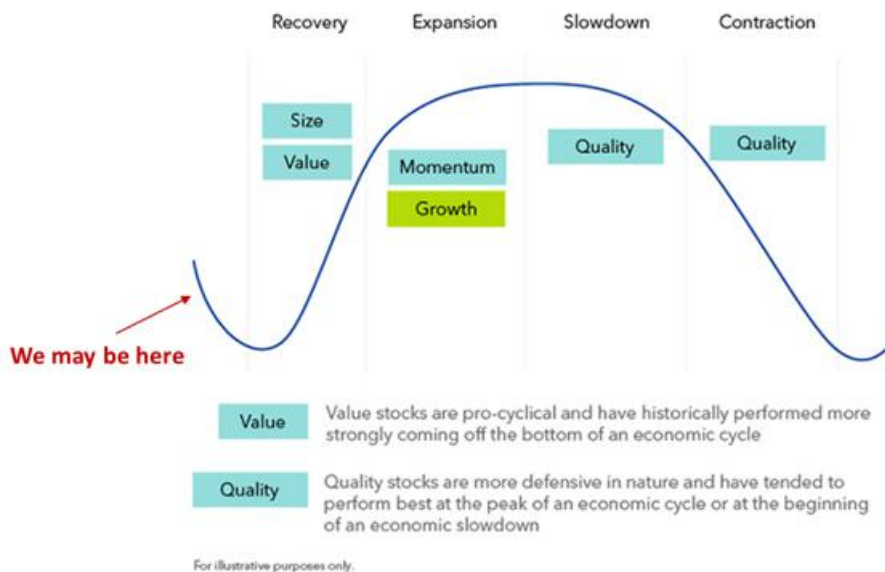 Recovery Expansion Slowdown Contraction
Size
Value
Momentum
Growth
Quality
Quality
We may be here
Value
Value stocks are pro-cyclical and have historically performed more
strongly coming off the bottom of an economic cycle
Quality
Quality stocks are more defensive in nature and have tended to
perform best at the peak of an economic cycle or at the beginning
of an economic slowdown
For illustrative purposes only.